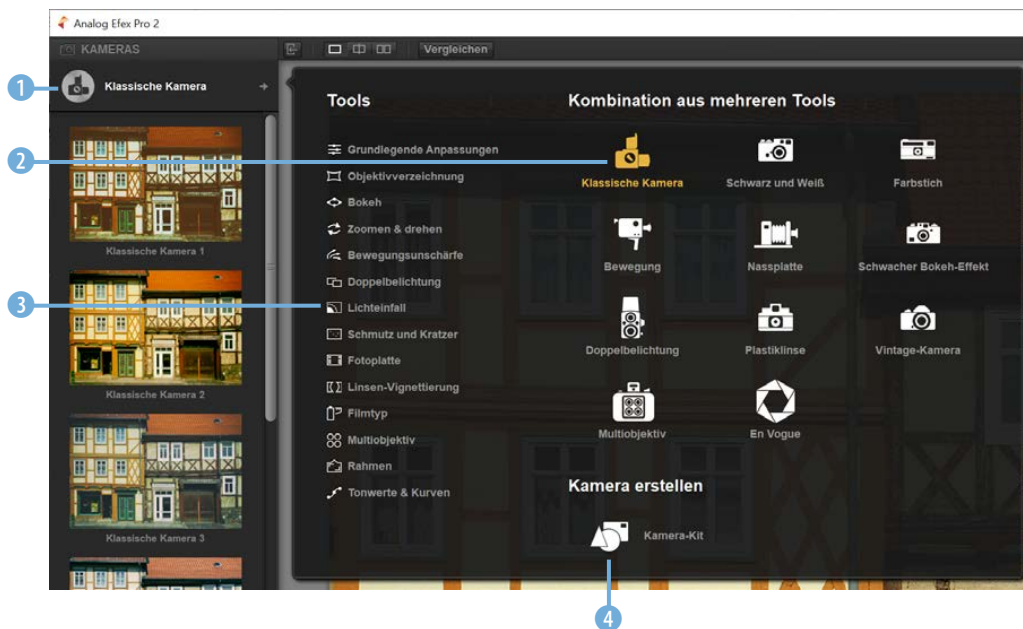 Analog Efex Pro 2
KAMERAS
Vergleichen
1
Klassische Kamera
Klassische Kamera 1
Klassische Kamera 2
Klassische Kamera 3
Tools
2
Grundlegende Anpassungen
Objektivverzeichnung
Bokeh
Zoomen & drehen
Bewegungsunschärfe
Doppelbelichtung
3
Lichteinfall
Schmutz und Kratzer
Fotoplatte
Linsen-Vignettierung
Filmtyp
Multiobjektiv
Rahmen
Tonwerte & Kurven
Kombination aus mehreren Tools
Klassische Kamera
Schwarz und Weiß
Farbstich
Bewegung
Nassplatte
Schwacher Bokeh-Effekt
Doppelbelichtung
Plastiklinse
Vintage-Kamera
Multiobjektiv
En Vogue
Kamera erstellen
Kamera-Kit
4